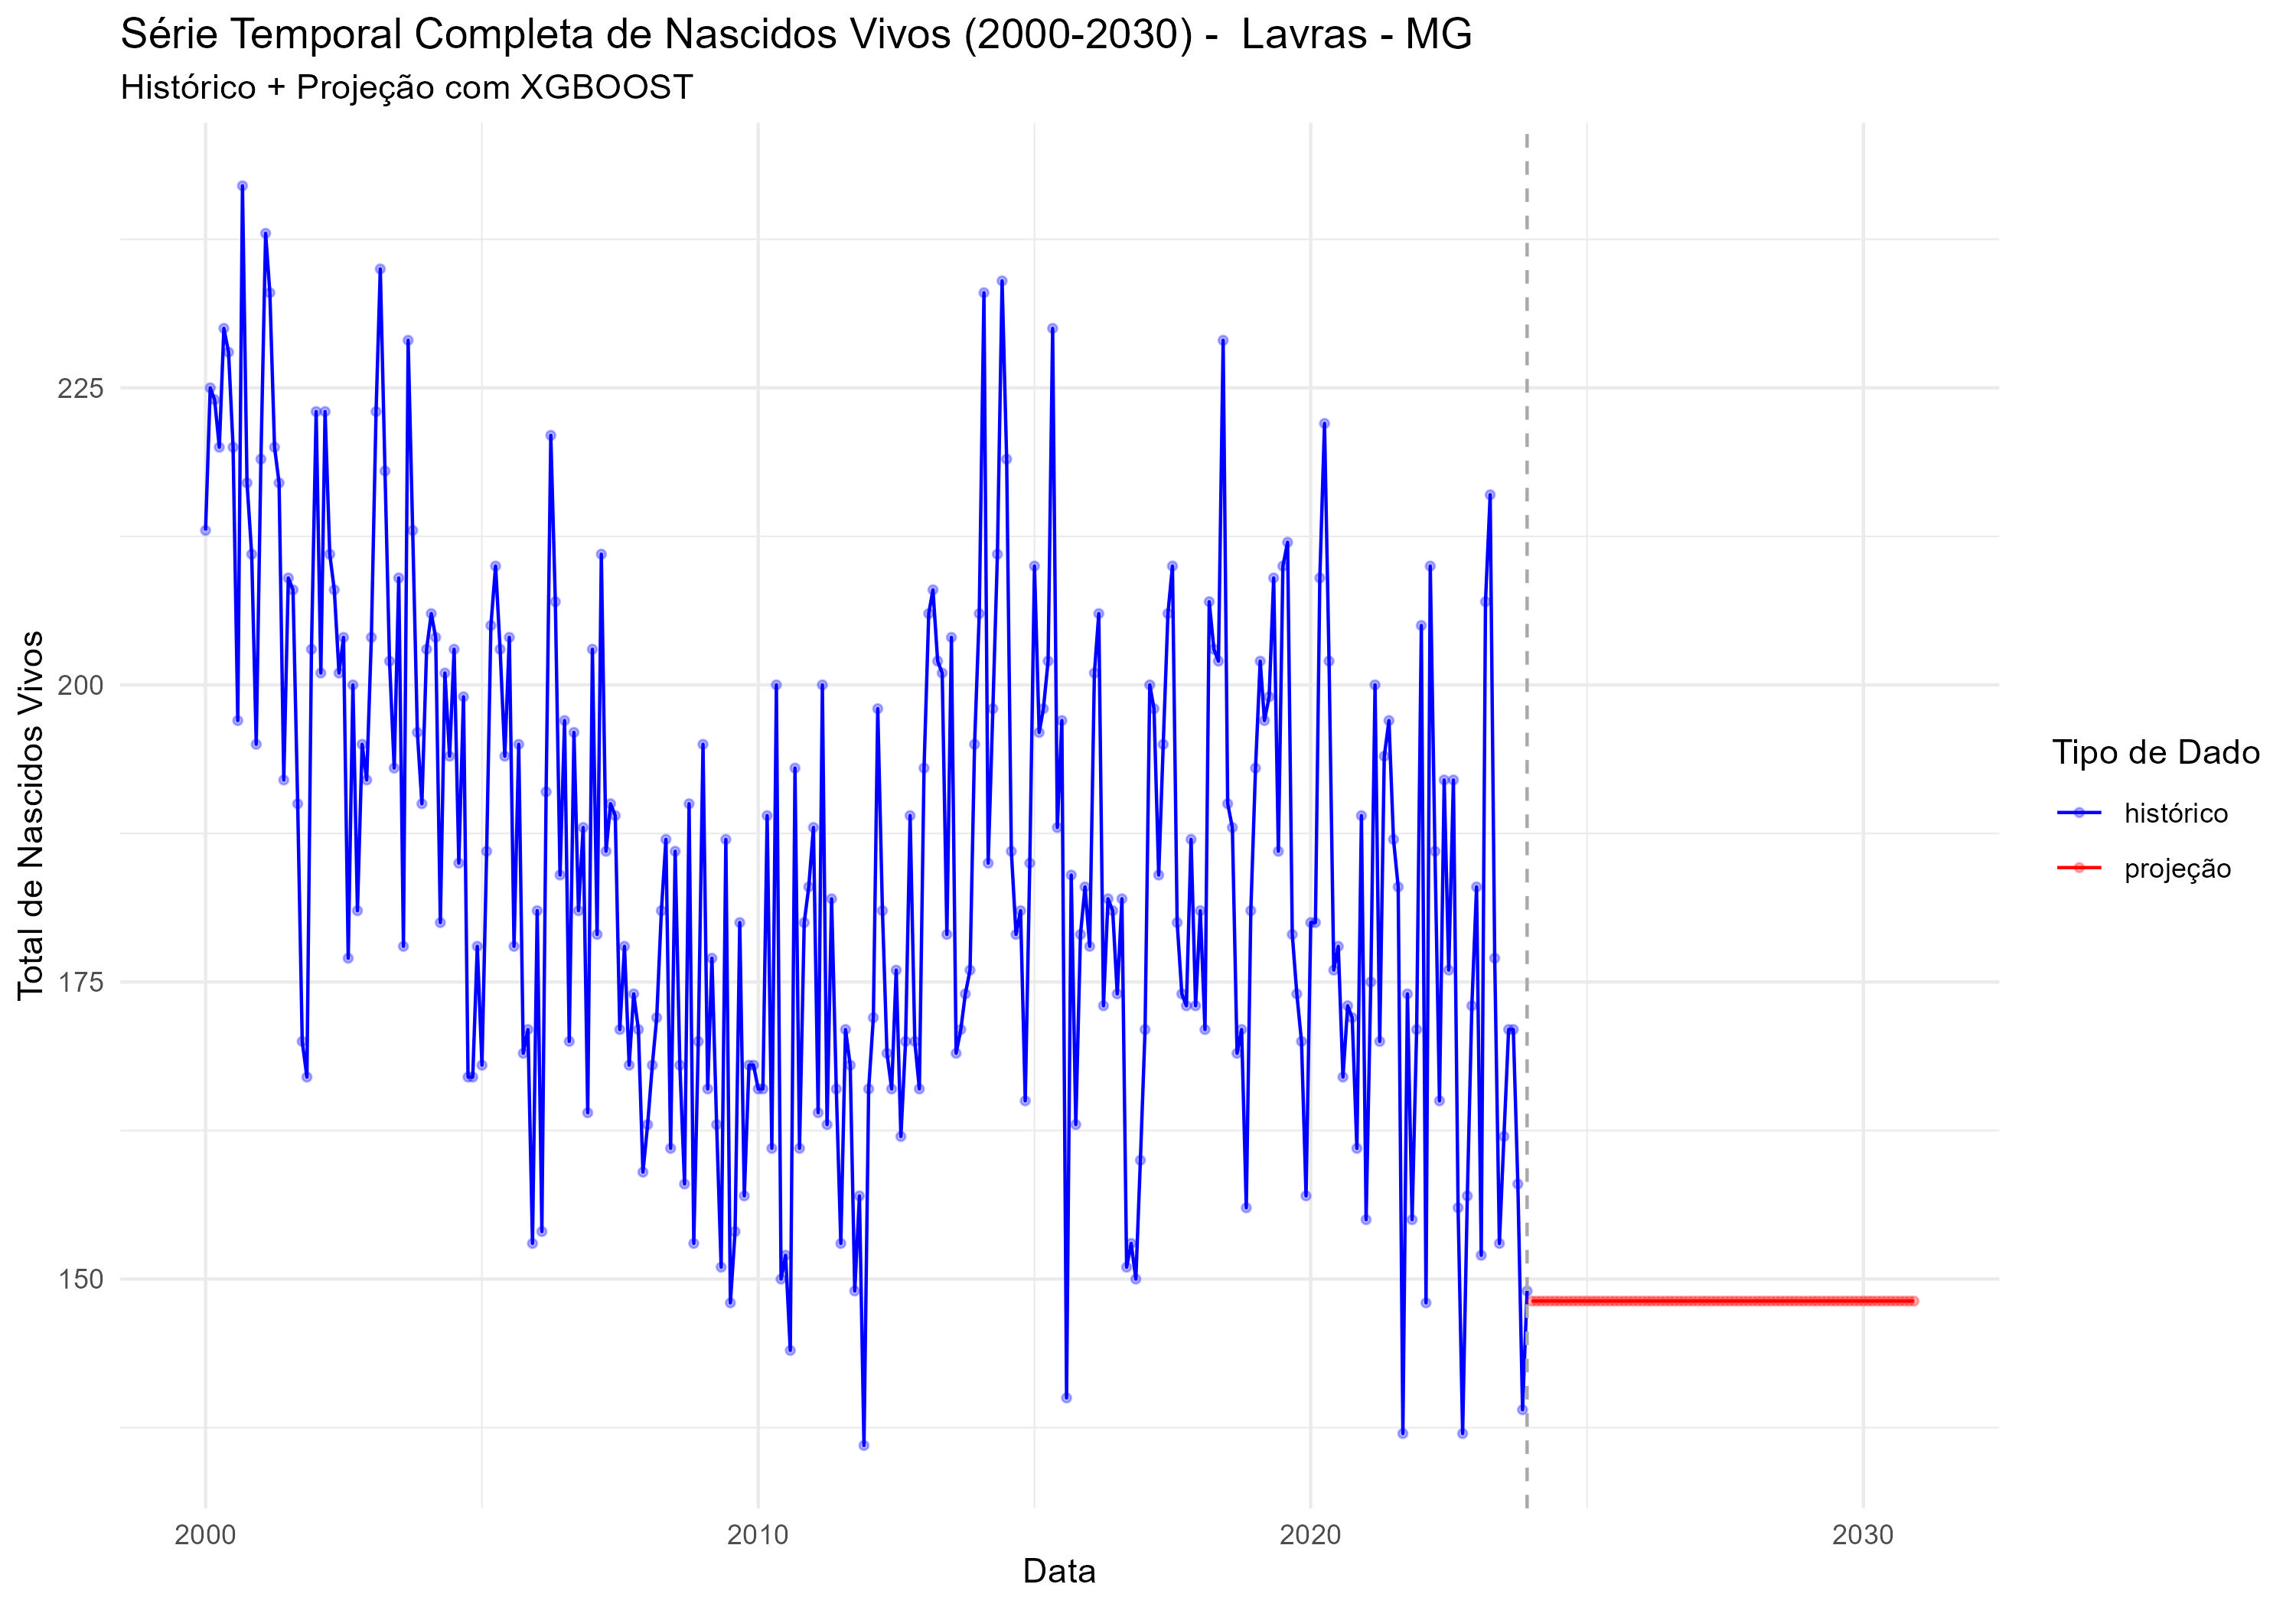 Série Temporal Completa de Nascidos Vivos (2000-2030) -  Lavras - MG
Histórico + Projeção com XGBOOST
Total de Nascidos Vivos
225
200
175
150
2000
2010
2020
2030
Data
Tipo de Dado
histórico
projeção